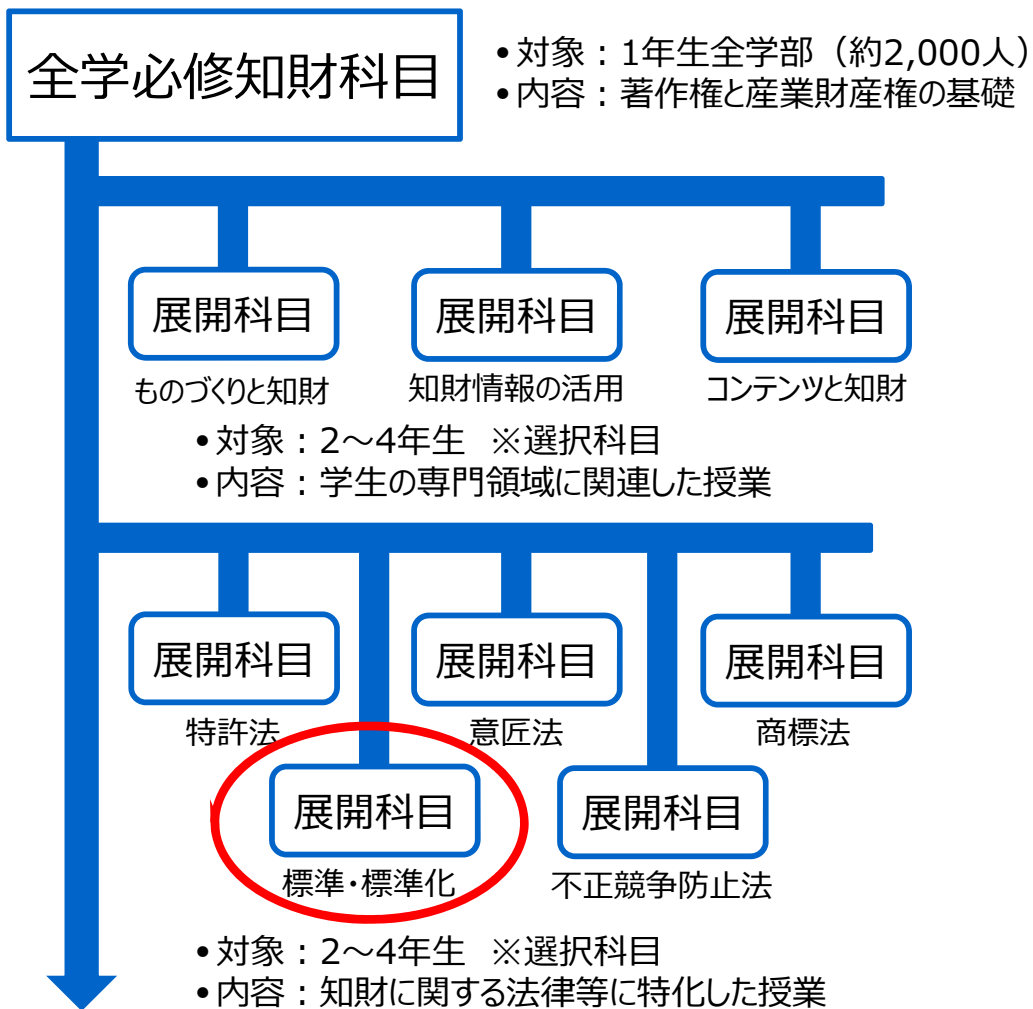 全学必修知財科目
•対象：1年生全学部（約2,000人）
•内容：著作権と産業財産権の基礎
展開科目
展開科目
展開科目
ものづくりと知財
知財情報の活用
コンテンツと知財
•対象：2～4年生 ※選択科目
•内容：学生の専門領域に関連した授業
展開科目
展開科目
展開科目
特許法
意匠法
商標法
展開科目
展開科目
標準・標準化
不正競争防止法
•対象：2～4年生 ※選択科目
•内容：知財に関する法律等に特化した授業